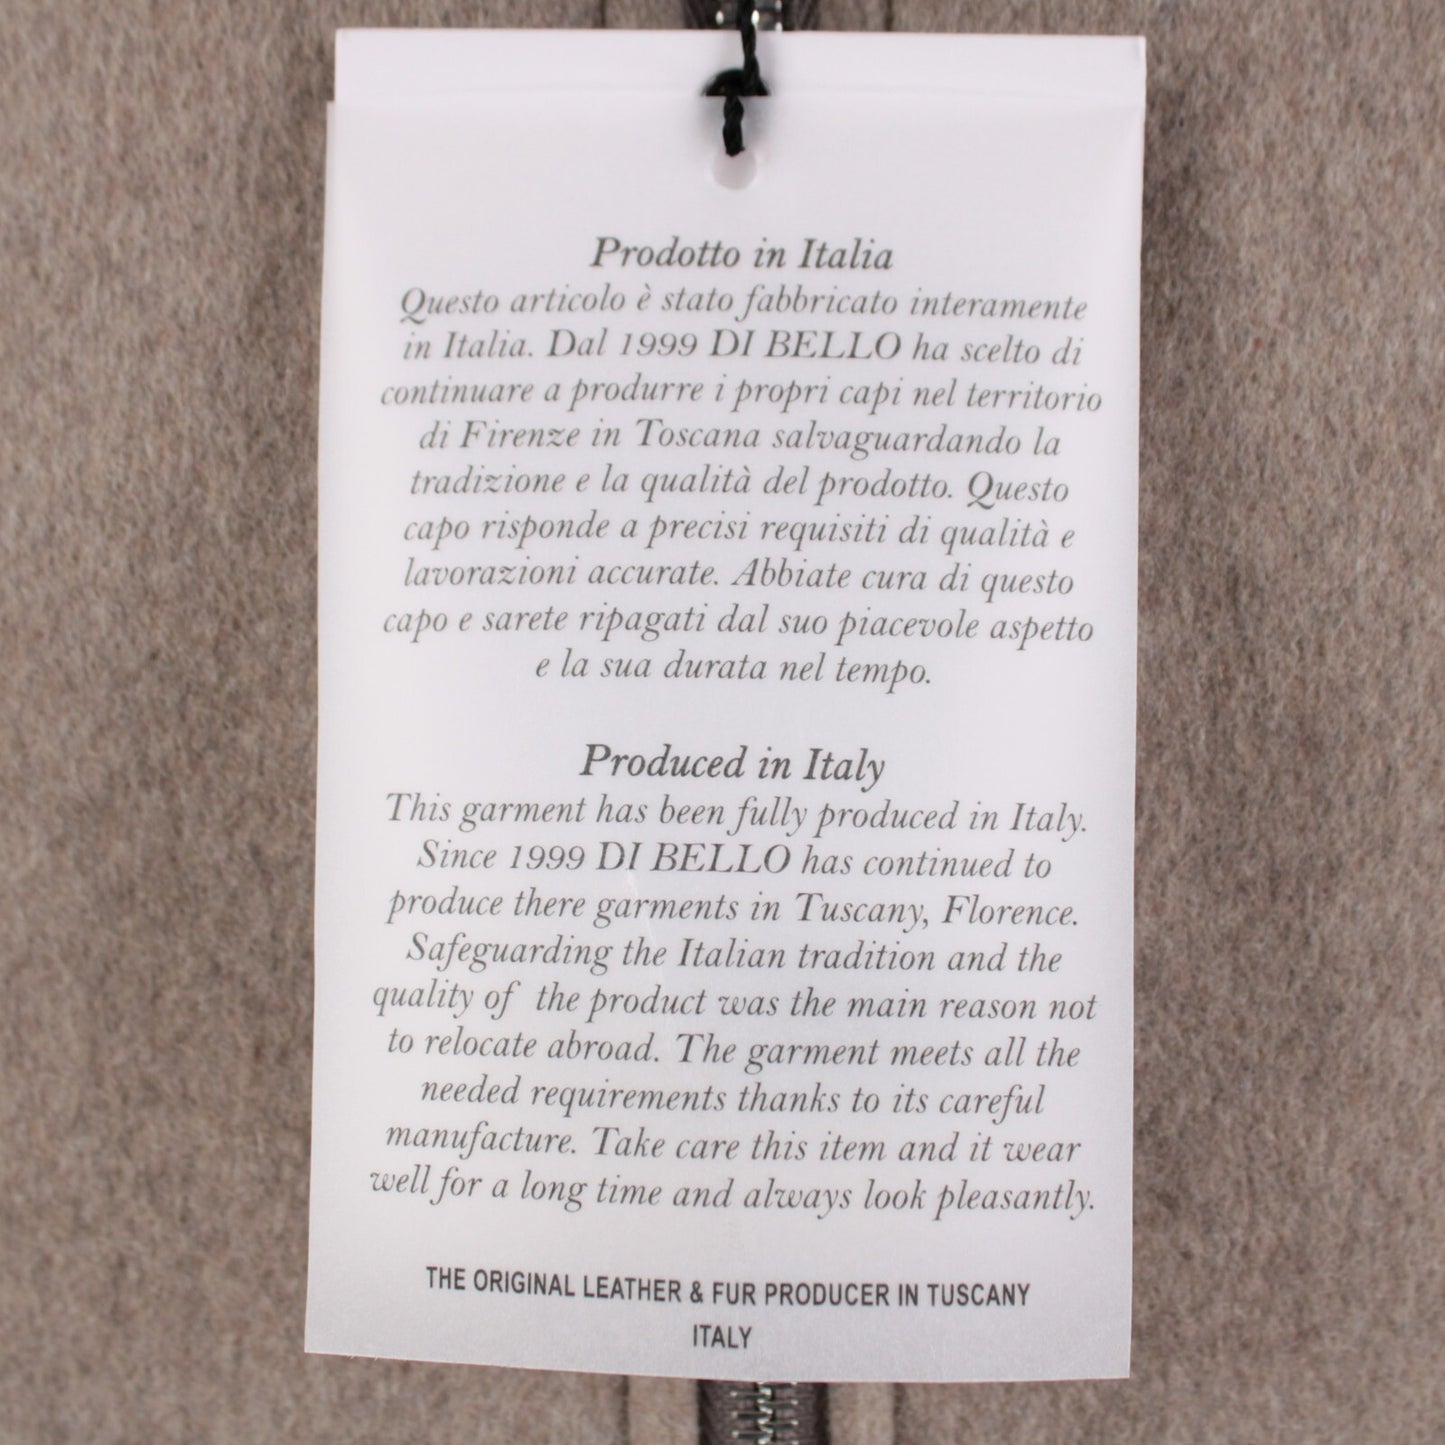 Prodotto in Italia
Questo articolo è stato fabbricato interamente
in Italia. Dal 1999 DI BELLO ha scelto di
continuare a produrre i propri capi nel territorio
di Firenze in Toscana salvaguardando la
tradizione e la qualità del prodotto. Questo
capo risponde a precisi requisiti di qualità e
lavorazioni accurate. Abbiate cura di questo
capo e sarete ripagati dal suo piacevole aspetto
e la sua durata nel tempo.
Produced in Italy
This garment has been fully produced in Italy.
Since 1999 DI BELLO has continued to
produce there garments in Tuscany, Florence.
Safeguarding the Italian tradition and the
quality of the product was the main reason not
to relocate abroad. The garment meets all the
needed requirements thanks to its careful
manufacture. Take care this item and it wear
well for a long time and always look pleasantly.
THE ORIGINAL LEATHER & FUR PRODUCER IN TUSCANY
ITALY